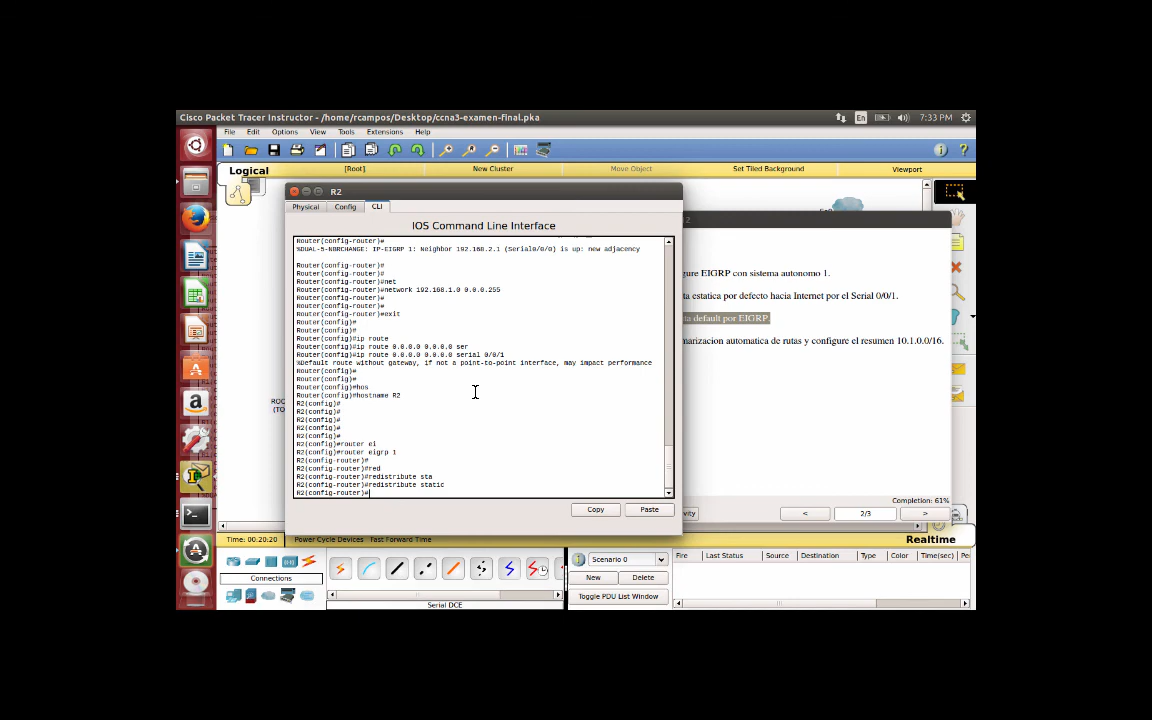 Cisco Packet Tracer Instructor - /home/rcampos/Desktop/ccna3-examen-final.pka
En
7:33 PM
File Edit Options View Tools Extensions Help
Logical
[Root]
New Cluster
Move Object
Set Tiled Background
Viewport
R2
Physical Config CLI
IOS Command Line Interface
Router(config-router)#
%DUAL-5-NBRCHANGE: IP-EIGRP 1: Neighbor 192.168.2.1 (Serial0/0/0) is up: new adjacency
Router(config-router)#
Router(config-router)#
Router(config-router)#net
Router(config-router)#network 192.168.1.0 0.0.0.255
Router(config-router)#
Router(config-router)#
Router(config-router)#exit
Router(config)#
Router(config)#
Router(config)#ip route
Router(config)#ip route 0.0.0.0 0.0.0.0 ser
Router(config)#ip route 0.0.0.0 0.0.0.0 serial 0/0/1
%Default route without gateway, if not a point-to-point interface, may impact performance
Router(config)#
Router(config)#
Router(config)#hos
Router(config)#hostname R2
R2(config)#
R2(config)#
R2(config)#
R2(config)#
R2(config)#
R2(config)#router ei
R2(config)#router eigrp 1
R2(config-router)#
R2(config-router)#red
R2(config-router)#redistribute sta
R2(config-router)#redistribute static
R2(config-router)#
Copy
Paste
gure EIGRP con sistema autonomo 1.
ta estatica por defecto hacia Internet por el Serial 0/0/1.
ta default por EIGRP.
marizacion automatica de rutas y configure el resumen 10.1.0.0/16.
Completion: 61%
vity
<
2/3
>
Time: 00:20:20
Power Cycle Devices Fast Forward Time
Realtime
Connections
Serial DCE
Scenario 0
New
Delete
Toggle PDU List Window
Fire Last Status Source Destination Type Color Time(sec) Pe